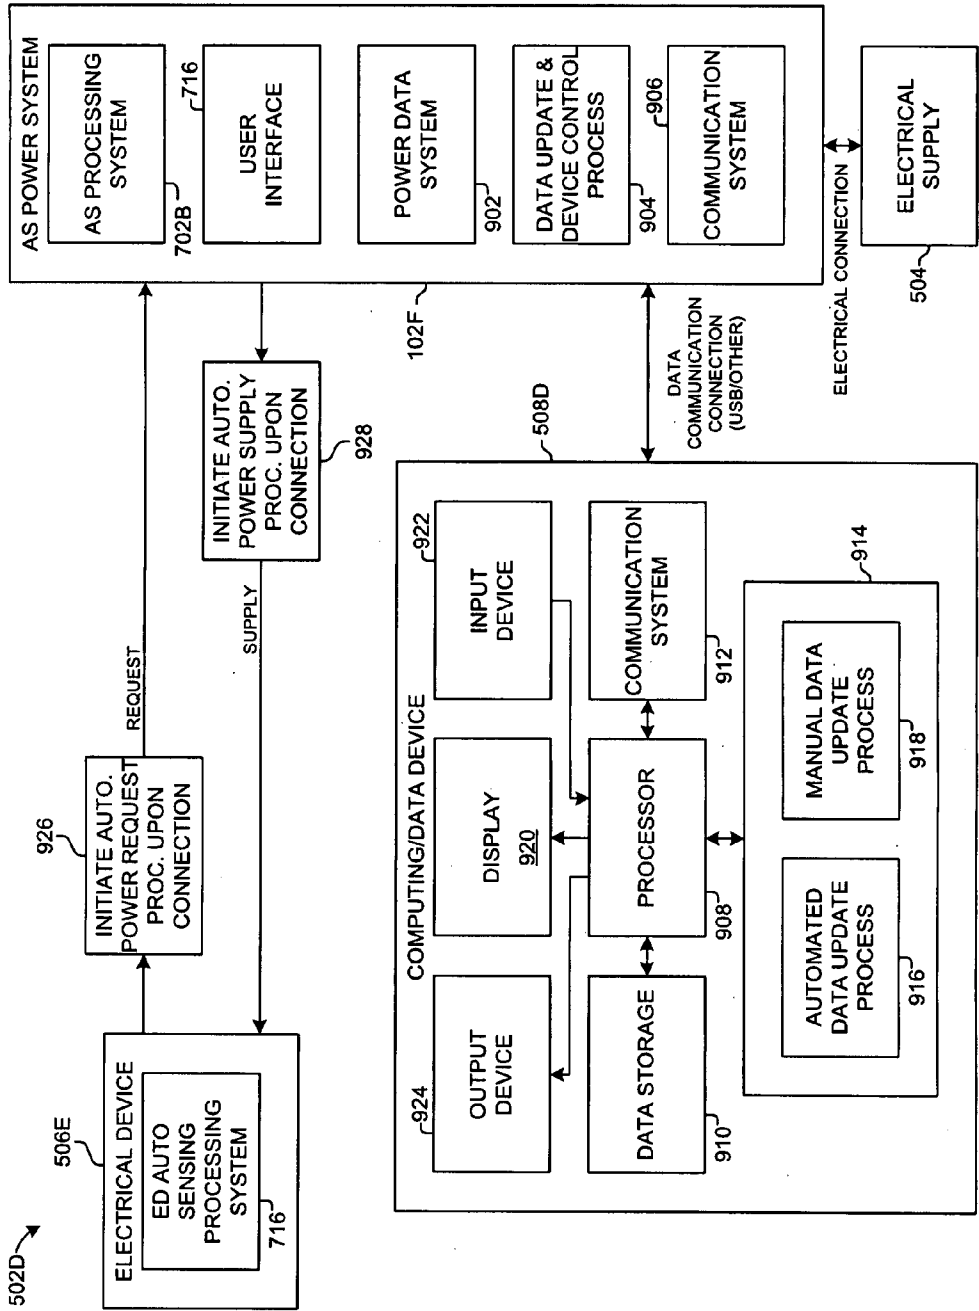 502D
506E
ELECTRICAL DEVICE
ED AUTO
SENSING
PROCESSING
SYSTEM
716
926
INITIATE AUTO.
POWER REQUEST
PROC. UPON
CONNECTION
REQUEST
SUPPLY
INITIATE AUTO.
POWER SUPPLY
PROC. UPON
CONNECTION
928
AS POWER SYSTEM
AS PROCESSING
SYSTEM
702B
716
USER
INTERFACE
POWER DATA
SYSTEM
902
DATA UPDATE &
DEVICE CONTROL
PROCESS
904
906
COMMUNICATION
SYSTEM
102F
DATA
COMMUNICATION
CONNECTION
(USB/OTHER)
ELECTRICAL CONNECTION
504
ELECTRICAL
SUPPLY
508D
COMPUTING/DATA DEVICE
924
OUTPUT
DEVICE
DISPLAY
920
922
INPUT
DEVICE
DATA STORAGE
910
PROCESSOR
908
COMMUNICATION
SYSTEM
912
914
AUTOMATED
DATA UPDATE
PROCESS
916
MANUAL DATA
UPDATE
PROCESS
918